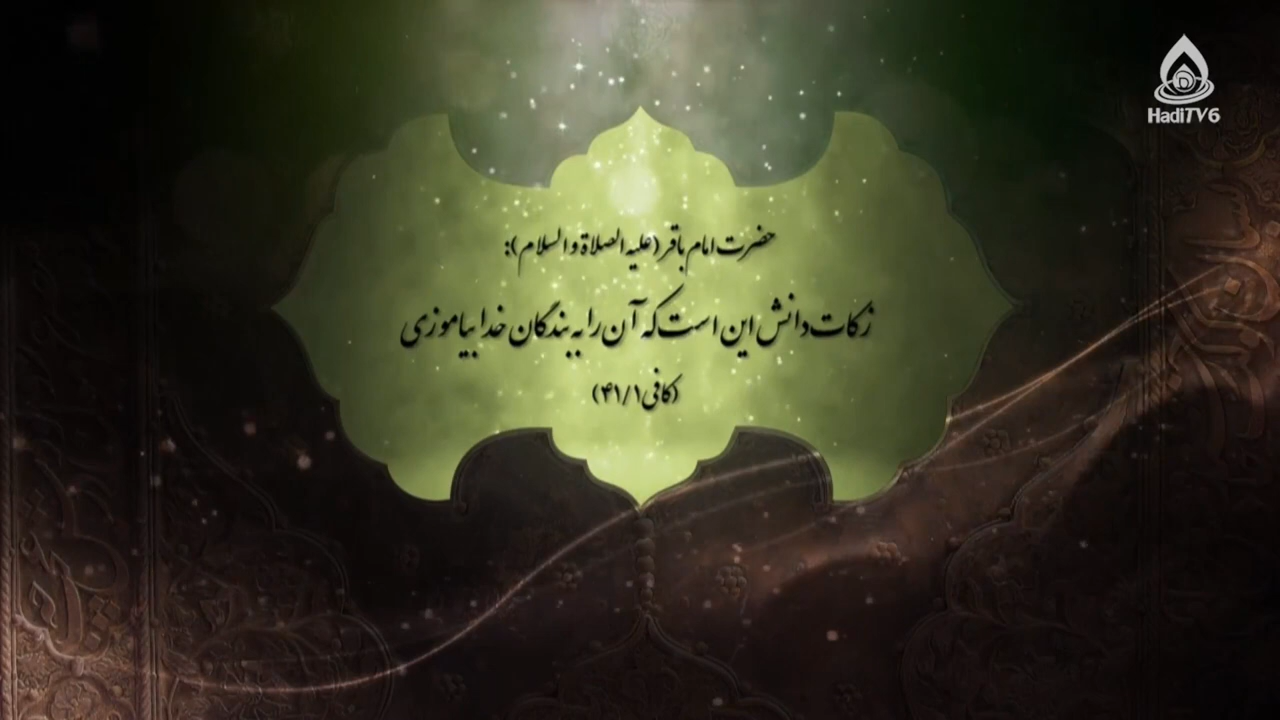 HadiTV6
حضرت امام باقر (علیه الصلاة و السلام):
زکات دانش این است که آن را به بندگان خدا بیاموزی
(کافی ۴۱/۱)